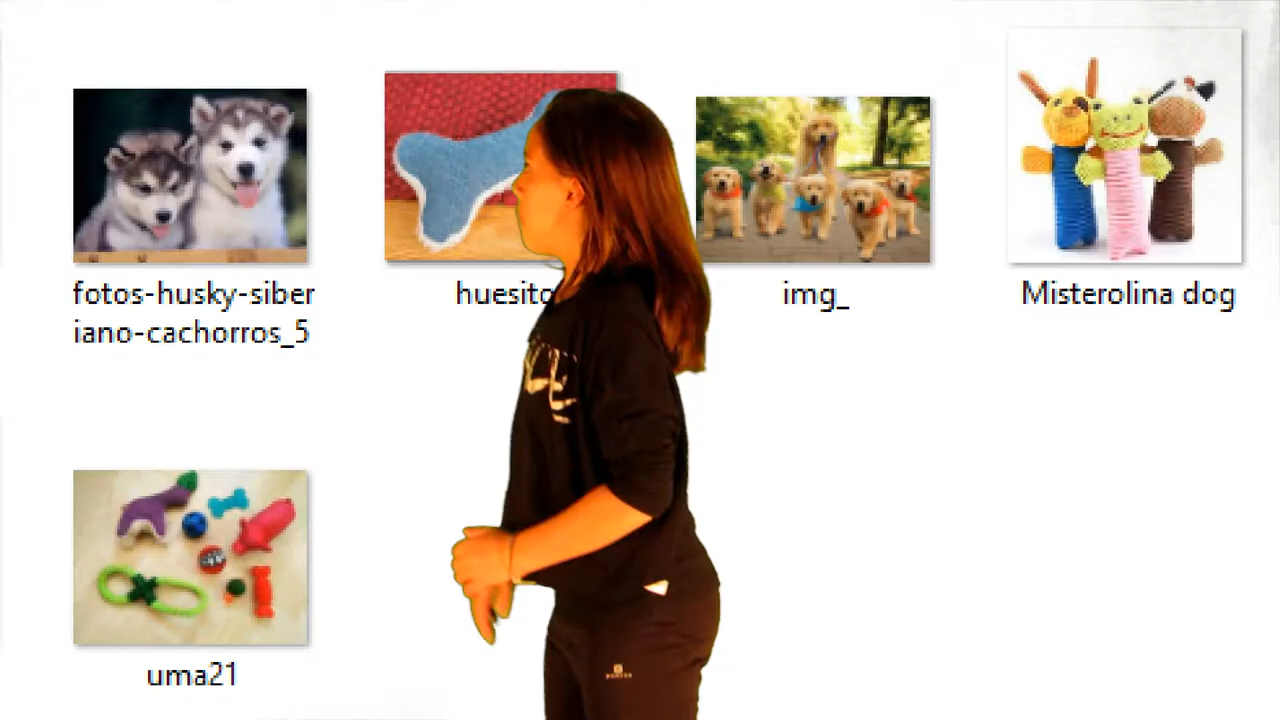 fotos-husky-siber
iano-cachorros_5
huesito
img_
Misterolina dog
uma21